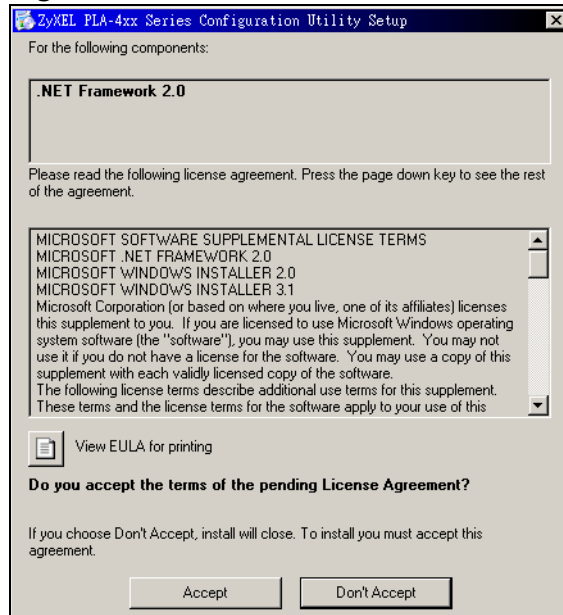 ZyXEL PLA-4xx Series Configuration Utility Setup
For the following components:
.NET Framework 2.0
Please read the following license agreement. Press the page down key to see the rest
of the agreement.
MICROSOFT SOFTWARE SUPPLEMENTAL LICENSE TERMS
MICROSOFT .NET FRAMEWORK 2.0
MICROSOFT WINDOWS INSTALLER 2.0
MICROSOFT WINDOWS INSTALLER 3.1
Microsoft Corporation (or based on where you live, one of its affiliates) licenses
this supplement to you.  If you are licensed to use Microsoft Windows operating
system software (the "software"), you may use this supplement.  You may not
use it if you do not have a license for the software.  You may use a copy of this
supplement with each validly licensed copy of the software.
The following license terms describe additional use terms for this supplement.
These terms and the license terms for the software apply to your use of this
View EULA for printing
Do you accept the terms of the pending License Agreement?
If you choose Don't Accept, install will close. To install you must accept this
agreement.
Accept
Don't Accept